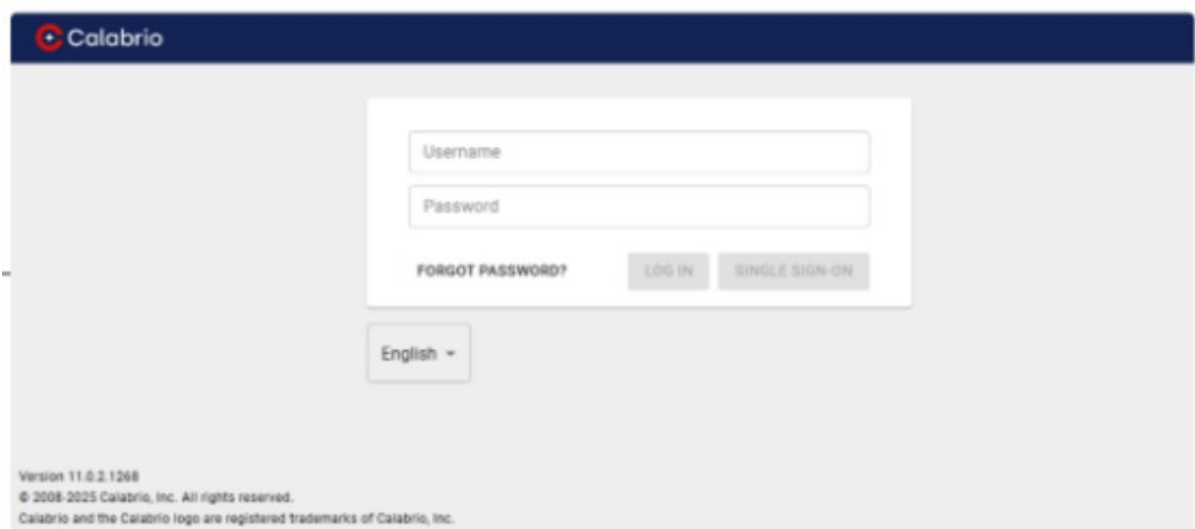 Calabrio
Username
Password
FORGOT PASSWORD? LOG IN SINGLE SIGN-ON
English
Version 11.0.2.1268
© 2008-2025 Calabrio, Inc. All rights reserved.
Calabrio and the Calabrio logo are registered trademarks of Calabrio, Inc.